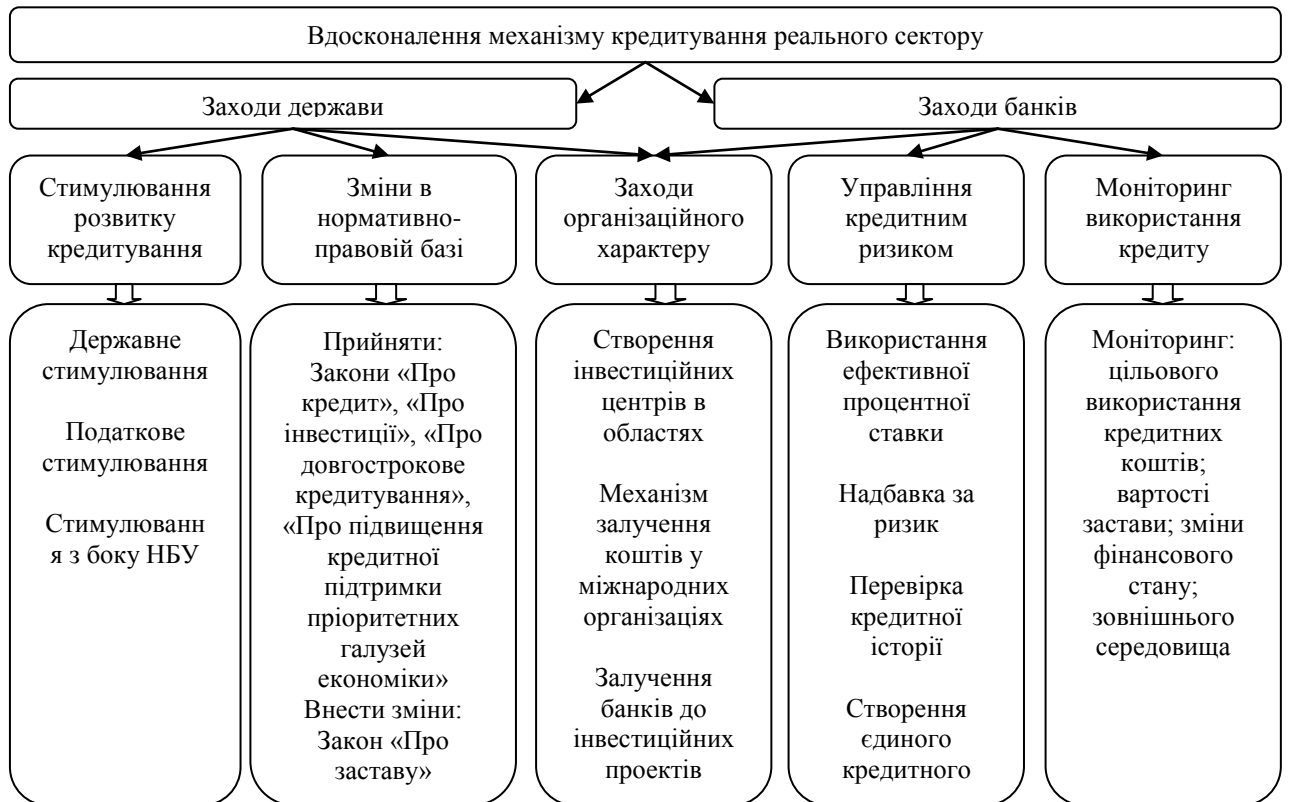 Вдосконалення механізму кредитування реального сектору
Заходи держави
Заходи банків
Стимулювання
розвитку
кредитування
Зміни в
нормативно-
правовій базі
Заходи
організаційного
характеру
Управління
кредитним
ризиком
Моніторинг
використання
кредиту
Державне
стимулювання
Податкове
стимулювання
Стимулюванн
я з боку НБУ
Прийняти:
Закони «Про
кредит», «Про
інвестиції», «Про
довгострокове
кредитування»,
«Про підвищення
кредитної
підтримки
пріоритетних
галузей
економіки»
Внести зміни:
Закон «Про
заставу»
Створення
інвестиційних
центрів в
областях
Механізм
залучення
коштів у
міжнародних
організаціях
Залучення
банків до
інвестиційних
проектів
Використання
ефективної
процентної
ставки
Надбавка за
ризик
Перевірка
кредитної
історії
Створення
єдиного
кредитного
Моніторинг:
цільового
використання
кредитних
коштів;
вартості
застави; зміни
фінансового
стану;
зовнішнього
середовища